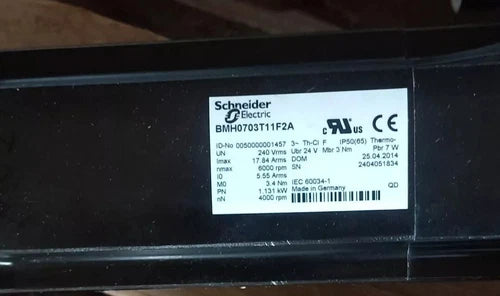 Schneider
Electric
BMH0703T11F2A
c RU US CE
ID-No 0050000001457 3~ Th-Cl F IP50(65) Thermo-
UN 240 Vrms Ubr 24 V Mbr 3 Nm Pbr 7 W
Imax 17.84 Arms DOM 25.04.2014
nmax 6000 rpm SN 2404051834
I0 5.55 Arms
M0 3.4 Nm IEC 60034-1
PN 1.131 kW Made in Germany QD
nN 4000 rpm